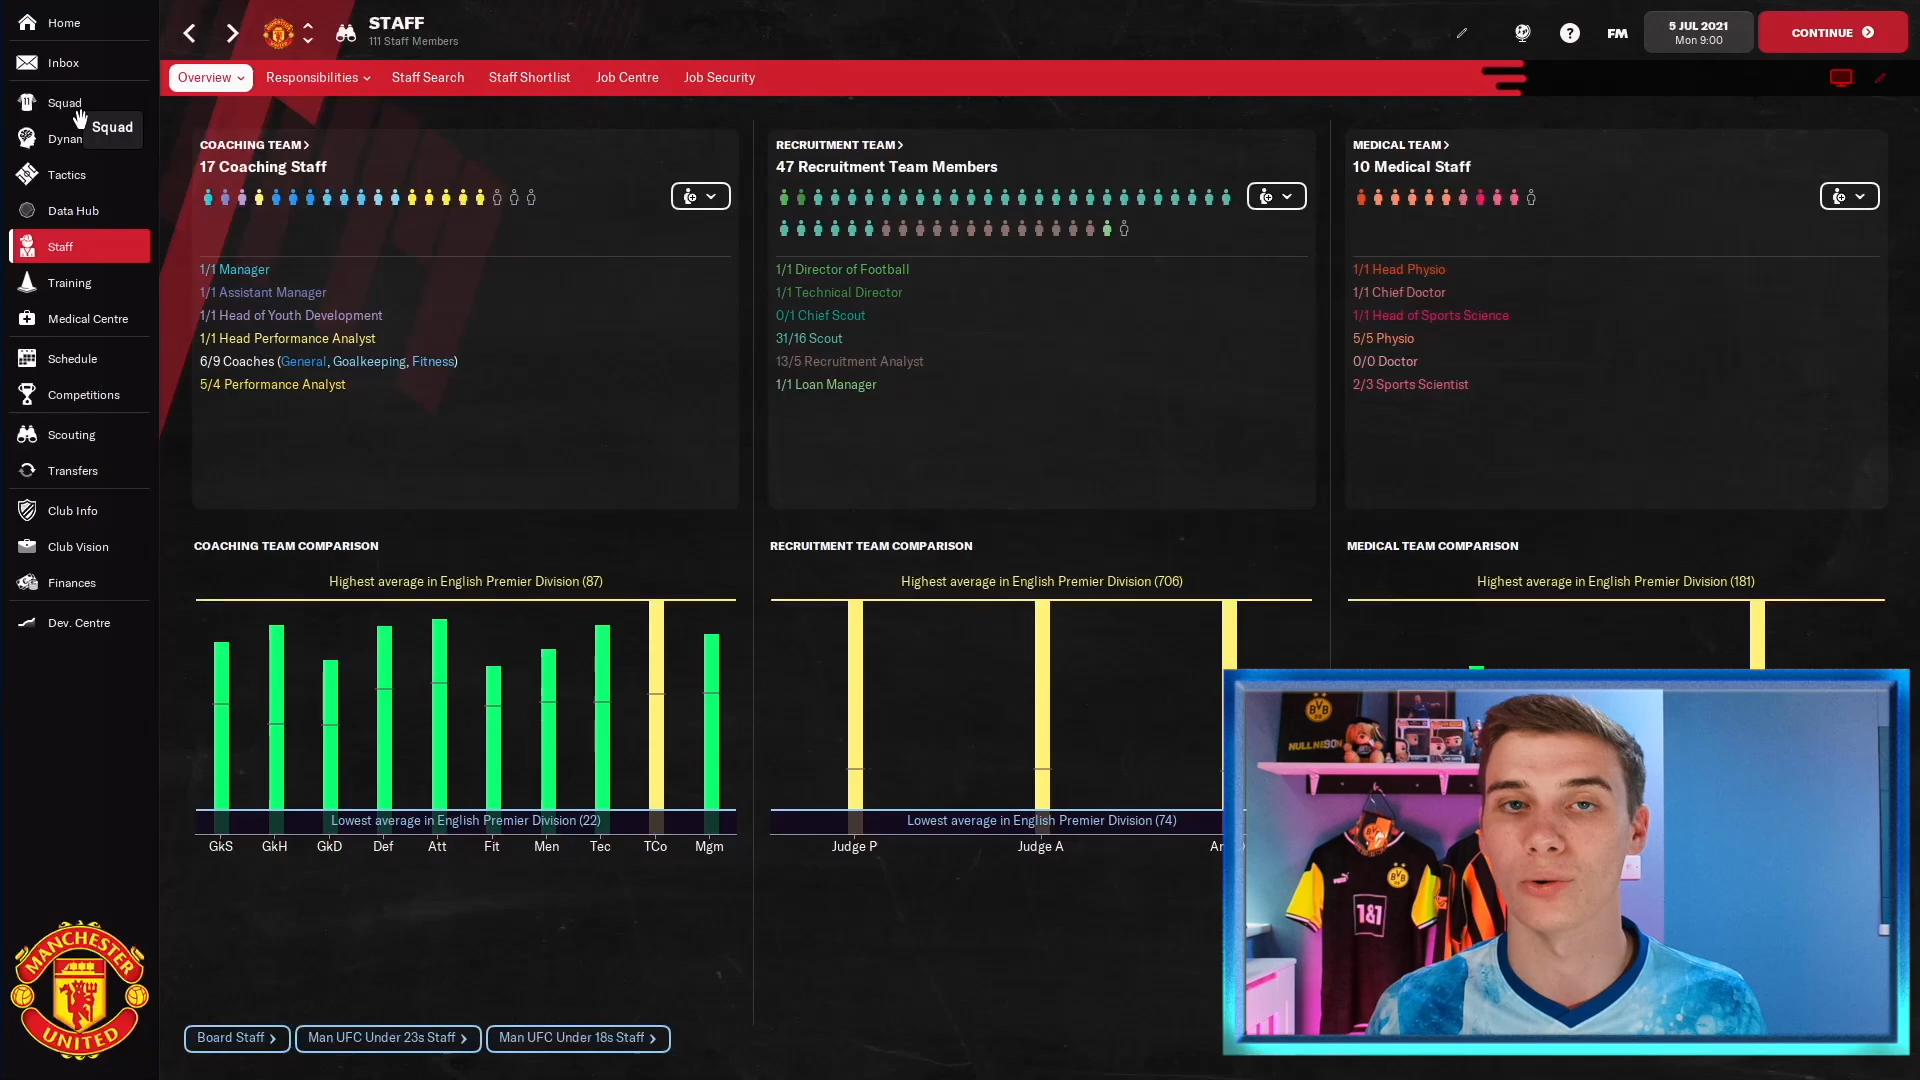 Home
Inbox
Squad
Squad
Dynam
Tactics
Data Hub
Staff
Training
Medical Centre
Schedule
Competitions
Scouting
Transfers
Club Info
Club Vision
Finances
Dev. Centre
MANCHESTER
UNITED
STAFF
111 Staff Members
FM
5 JUL 2021
Mon 9:00
CONTINUE
Overview
Responsibilities
Staff Search
Staff Shortlist
Job Centre
Job Security
COACHING TEAM
17 Coaching Staff
1/1 Manager
1/1 Assistant Manager
1/1 Head of Youth Development
1/1 Head Performance Analyst
6/9 Coaches (General, Goalkeeping, Fitness)
5/4 Performance Analyst
RECRUITMENT TEAM
47 Recruitment Team Members
1/1 Director of Football
1/1 Technical Director
0/1 Chief Scout
31/16 Scout
13/5 Recruitment Analyst
1/1 Loan Manager
MEDICAL TEAM
10 Medical Staff
1/1 Head Physio
1/1 Chief Doctor
1/1 Head of Sports Science
5/5 Physio
0/0 Doctor
2/3 Sports Scientist
COACHING TEAM COMPARISON
Highest average in English Premier Division (87)
Lowest average in English Premier Division (22)
GkS GkH GkD Def Att Fit Men Tec TCo Mgm
RECRUITMENT TEAM COMPARISON
Highest average in English Premier Division (706)
Lowest average in English Premier Division (74)
Judge P Judge A An
MEDICAL TEAM COMPARISON
Highest average in English Premier Division (181)
BVB
09
BVB
09
1&1
Board Staff
Man UFC Under 23s Staff
Man UFC Under 18s Staff